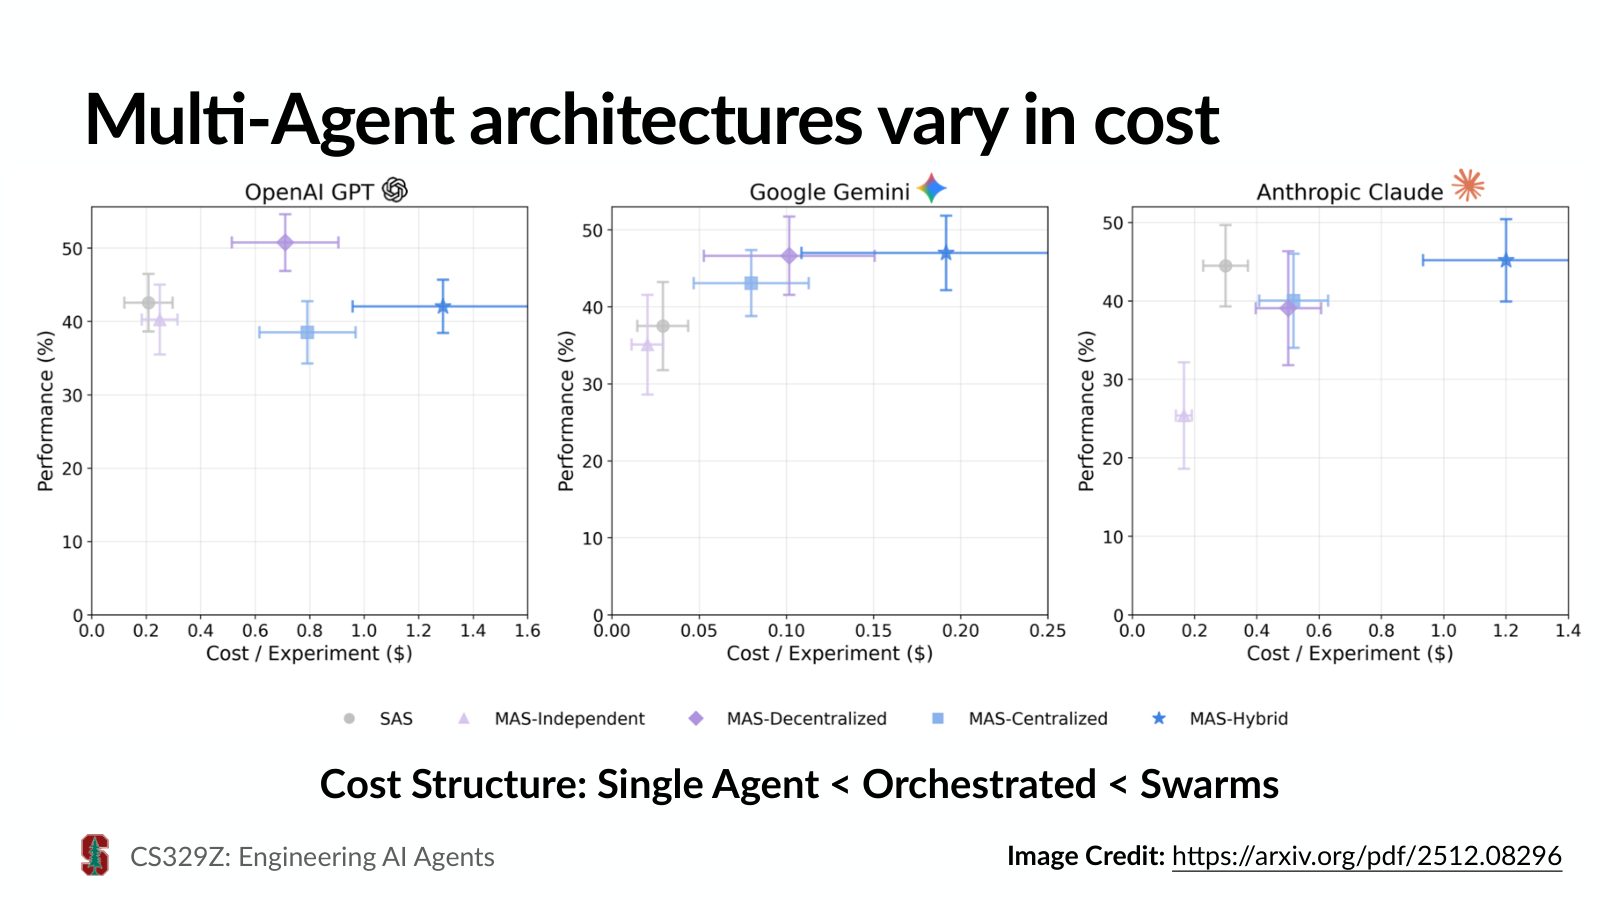 Multi-Agent architectures vary in cost
OpenAI GPT
Performance (%)
50
40
30
20
10
0
0.0 0.2 0.4 0.6 0.8 1.0 1.2 1.4 1.6
Cost / Experiment ($)
Google Gemini
Performance (%)
50
40
30
20
10
0
0.00 0.05 0.10 0.15 0.20 0.25
Cost / Experiment ($)
Anthropic Claude
Performance (%)
50
40
30
20
10
0
0.0 0.2 0.4 0.6 0.8 1.0 1.2 1.4
Cost / Experiment ($)
SAS MAS-Independent MAS-Decentralized MAS-Centralized MAS-Hybrid
Cost Structure: Single Agent < Orchestrated < Swarms
CS329Z: Engineering AI Agents
Image Credit: https://arxiv.org/pdf/2512.08296